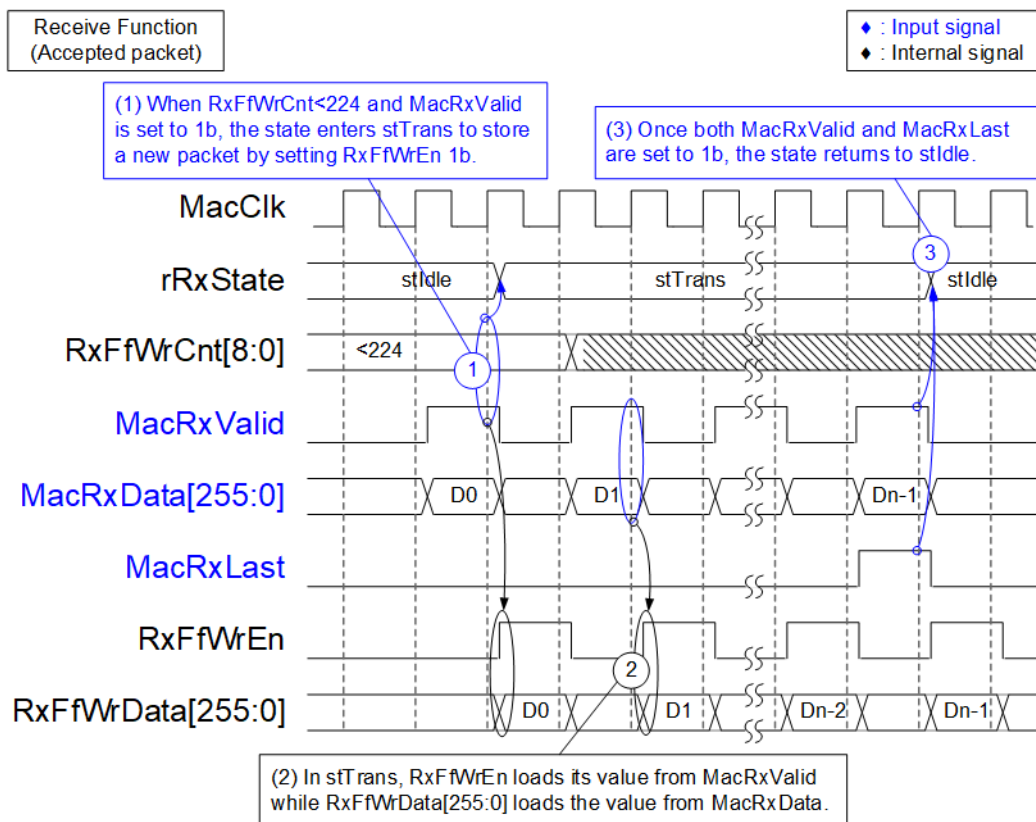 Receive Function
(Accepted packet)
♦ : Input signal
♦ : Internal signal
(1) When RxFfWrCnt<224 and MacRxValid
is set to 1b, the state enters stTrans to store
a new packet by setting RxFfWrEn 1b.
(3) Once both MacRxValid and MacRxLast
are set to 1b, the state returns to stIdle.
MacClk
rRxState
stIdle
stTrans
stIdle
3
RxFfWrCnt[8:0]
<224
1
MacRxValid
MacRxData[255:0]
D0
D1
Dn-1
MacRxLast
RxFfWrEn
2
RxFfWrData[255:0]
D0
D1
Dn-2
Dn-1
(2) In stTrans, RxFfWrEn loads its value from MacRxValid
while RxFfWrData[255:0] loads the value from MacRxData.